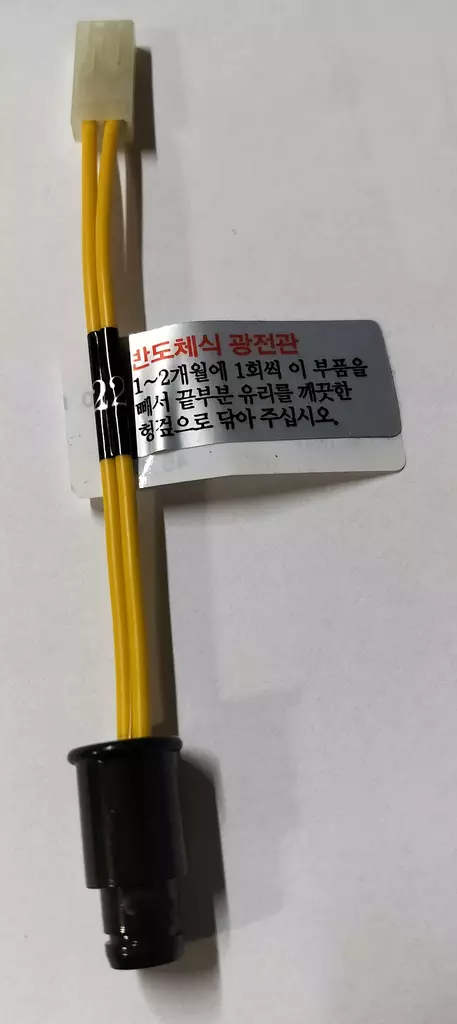 반도체식 광전관
1~2개월에 1회씩 이 부품을
빼서 끝부분 유리를 깨끗한
헝겊으로 닦아 주십시오.
22